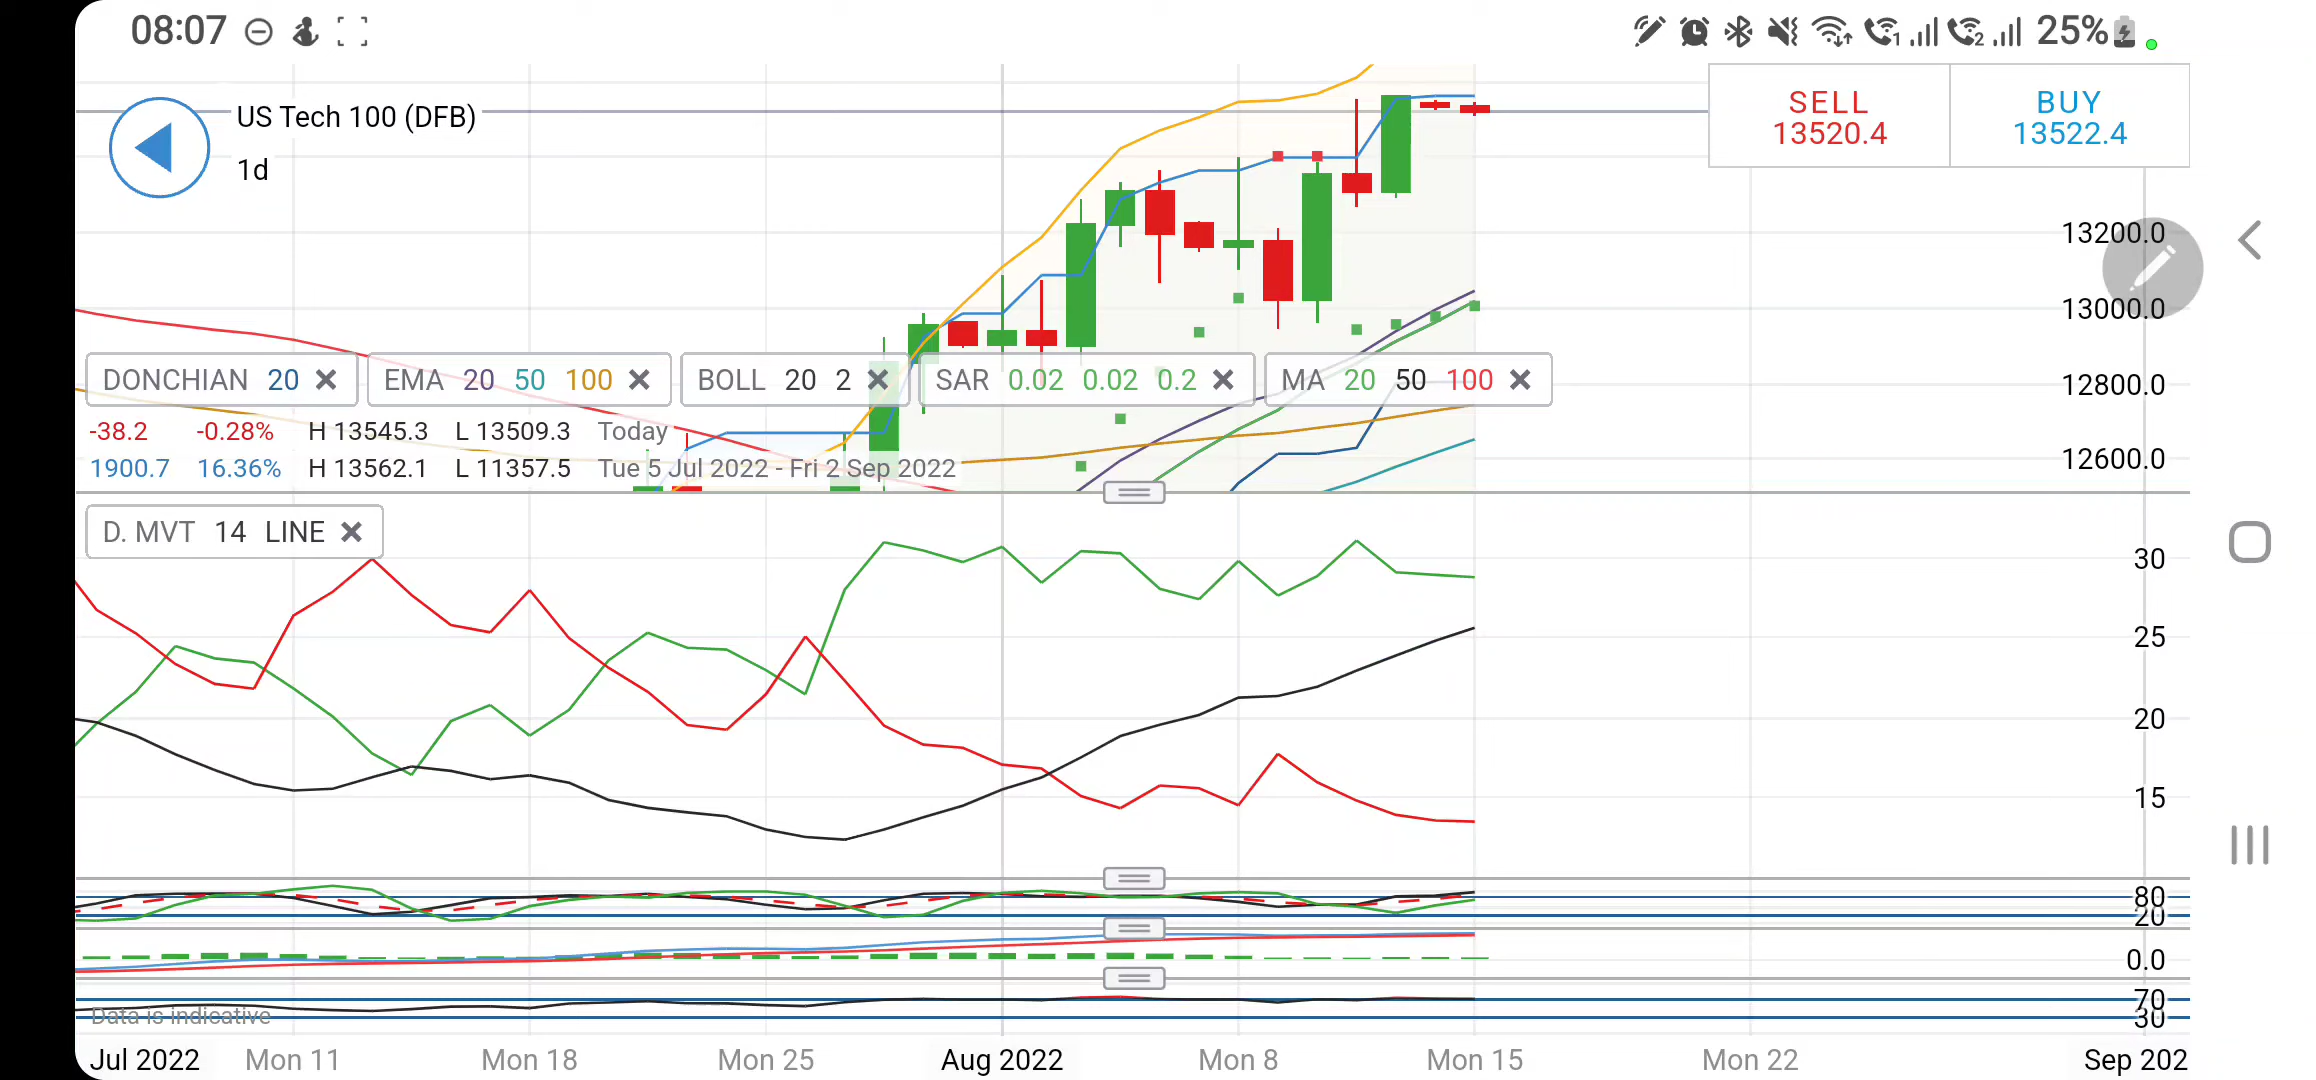 08:07 1 2 25%
US Tech 100 (DFB)
1d
SELL BUY
13520.4 13522.4
13200.0
13000.0
DONCHIAN 20 EMA 20 50 100 BOLL 20 2 SAR 0.02 0.02 0.2 MA 20 50 100
12800.0
-38.2 -0.28% H 13545.3 L 13509.3 Today
1900.7 16.36% H 13562.1 L 11357.5 Tue 5 Jul 2022 - Fri 2 Sep 2022
12600.0
D. MVT 14 LINE
30
25
20
15
80
20
0.0
70
30
Data is indicative
Jul 2022 Mon 11 Mon 18 Mon 25 Aug 2022 Mon 8 Mon 15 Mon 22 Sep 202